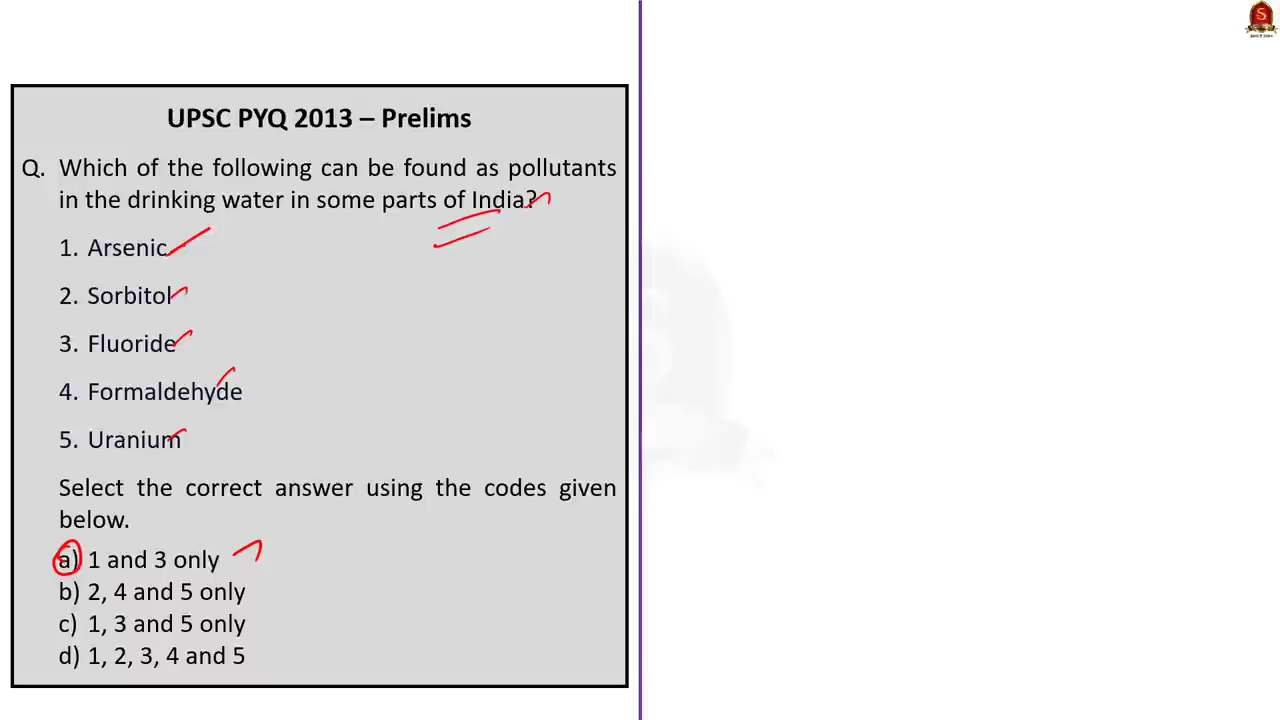 UPSC PYQ 2013 – Prelims
Q. Which of the following can be found as pollutants
in the drinking water in some parts of India?
1. Arsenic
2. Sorbitol
3. Fluoride
4. Formaldehyde
5. Uranium
Select the correct answer using the codes given
below.
a) 1 and 3 only
b) 2, 4 and 5 only
c) 1, 3 and 5 only
d) 1, 2, 3, 4 and 5
S